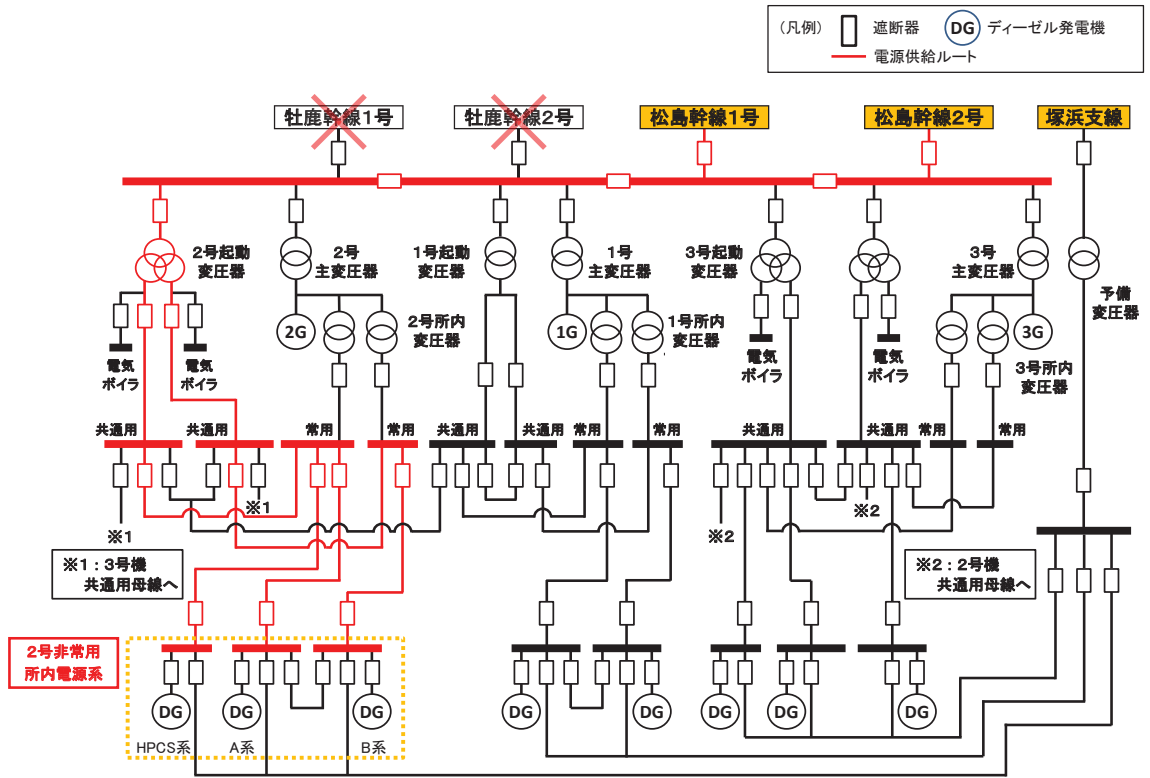 (凡例) 遮断器 DG ディーゼル発電機
電源供給ルート
牡鹿幹線1号
牡鹿幹線2号
松島幹線1号
松島幹線2号
塚浜支線
2号起動
変圧器
2号
主変圧器
1号起動
変圧器
1号
主変圧器
3号起動
変圧器
3号
主変圧器
予備
変圧器
2G
2号所内
変圧器
1G
1号所内
変圧器
3G
3号所内
変圧器
電気
ボイラ
電気
ボイラ
電気
ボイラ
電気
ボイラ
共通用
共通用
常用
常用
共通用
共通用
常用
常用
共通用
共通用
常用
常用
※1
※1
※2
※2
※1:3号機
共通用母線へ
※2:2号機
共通用母線へ
2号非常用
所内電源系
DG
DG
DG
DG
DG
DG
DG
DG
HPCS系
A系
B系